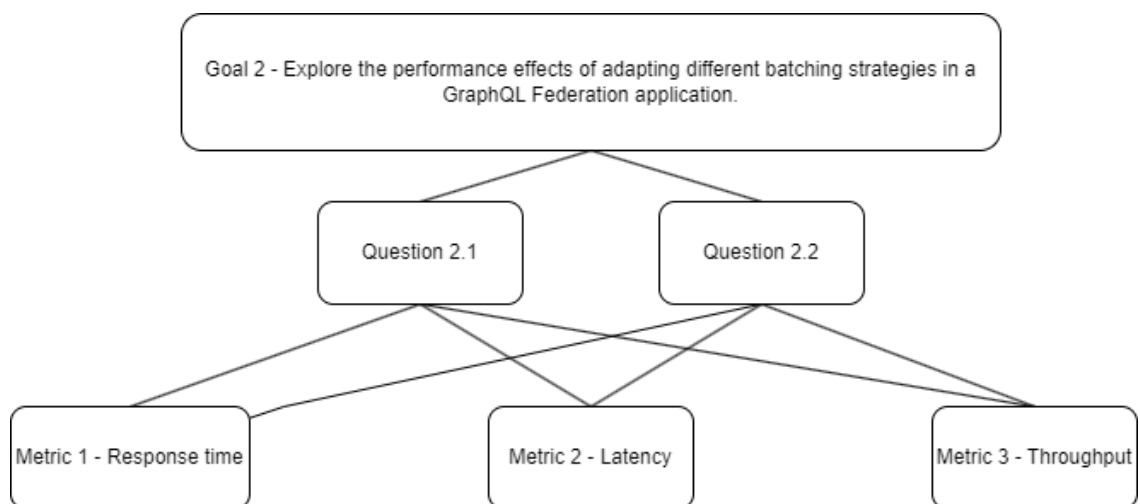 Goal 2 - Explore the performance effects of adapting different batching strategies in a
GraphQL Federation application.
Question 2.1
Question 2.2
Metric 1 - Response time
Metric 2 - Latency
Metric 3 - Throughput